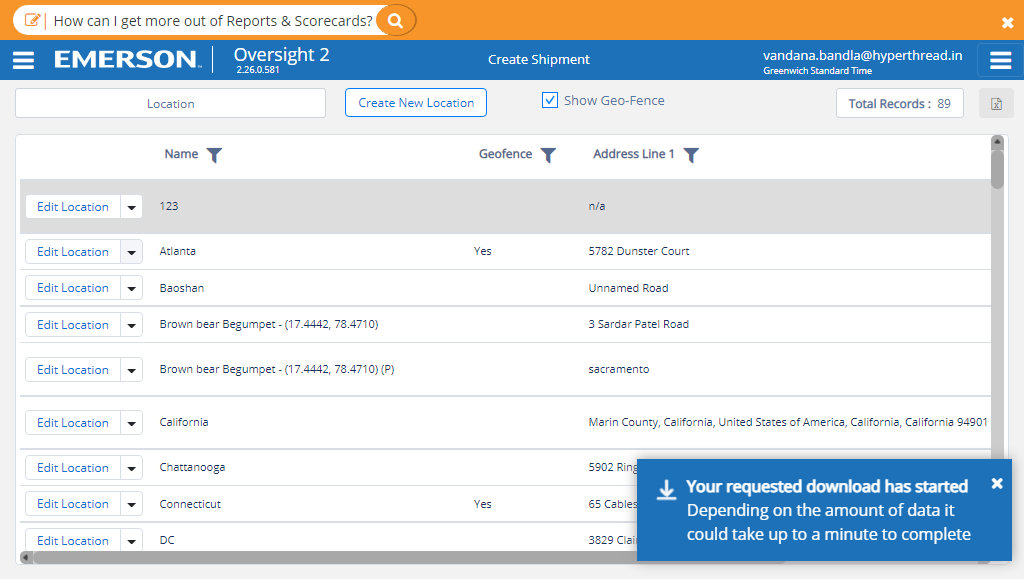 How can I get more out of Reports & Scorecards?
EMERSON Oversight 2 2.26.0.581 Create Shipment vandana.bandla@hyperthread.in
Greenwich Standard Time
Location Create New Location Show Geo-Fence Total Records : 89
Name Geofence Address Line 1
Edit Location 123 n/a
Edit Location Atlanta Yes 5782 Dunster Court
Edit Location Baoshan Unnamed Road
Edit Location Brown bear Begumpet - (17.4442, 78.4710) 3 Sardar Patel Road
Edit Location Brown bear Begumpet - (17.4442, 78.4710) (P) sacramento
Edit Location California Marin County, California, United States of America, California, California 94901
Edit Location Chattanooga 5902 Ring
Edit Location Connecticut Yes 65 Cables
Edit Location DC 3829 Clai
Your requested download has started
Depending on the amount of data it
could take up to a minute to complete